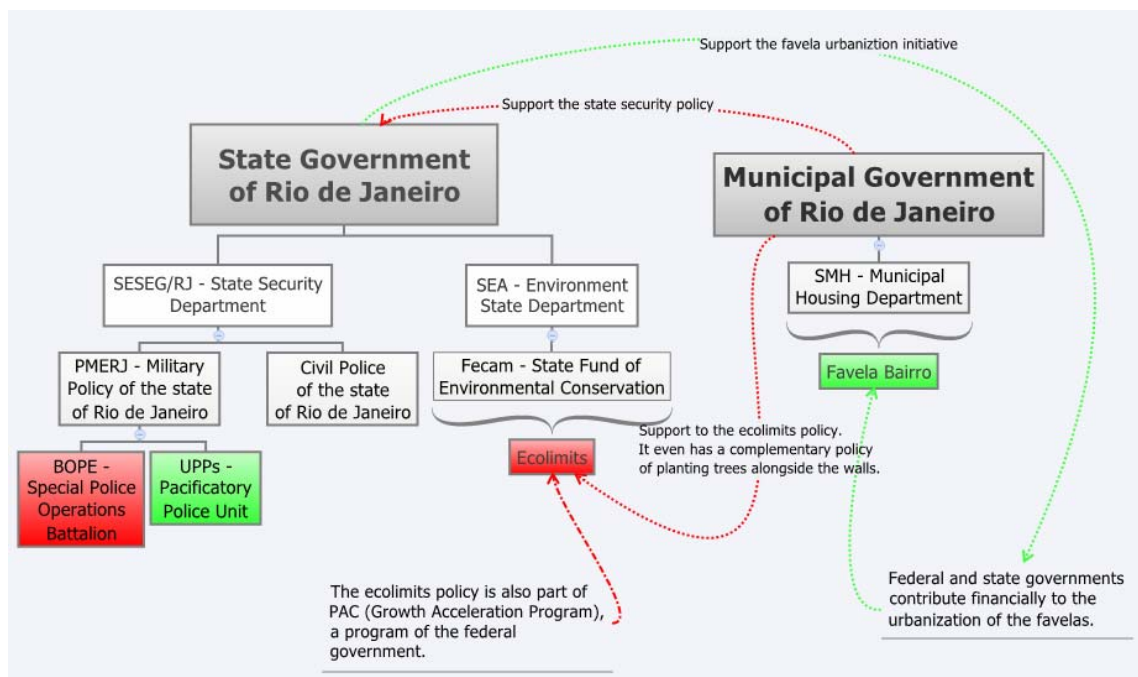 Support the favela urbaniztion initiative
Support the state security policy
State Government
of Rio de Janeiro
Municipal Government
of Rio de Janeiro
SESEG/RJ - State Security
Department
SEA - Environment
State Department
SMH - Municipal
Housing Department
PMERJ - Military
Policy of the state
of Rio de Janeiro
Civil Police
of the state
of Rio de Janeiro
Fecam - State Fund of
Environmental Conservation
Favela Bairro
Support to the ecolimits policy.
It even has a complementary policy
of planting trees alongside the walls.
Ecolimits
BOPE -
Special Police
Operations
Battalion
UPPs -
Pacificatory
Police Unit
The ecolimits policy is also part of
PAC (Growth Acceleration Program),
a program of the federal
government.
Federal and state governments
contribute financially to the
urbanization of the favelas.